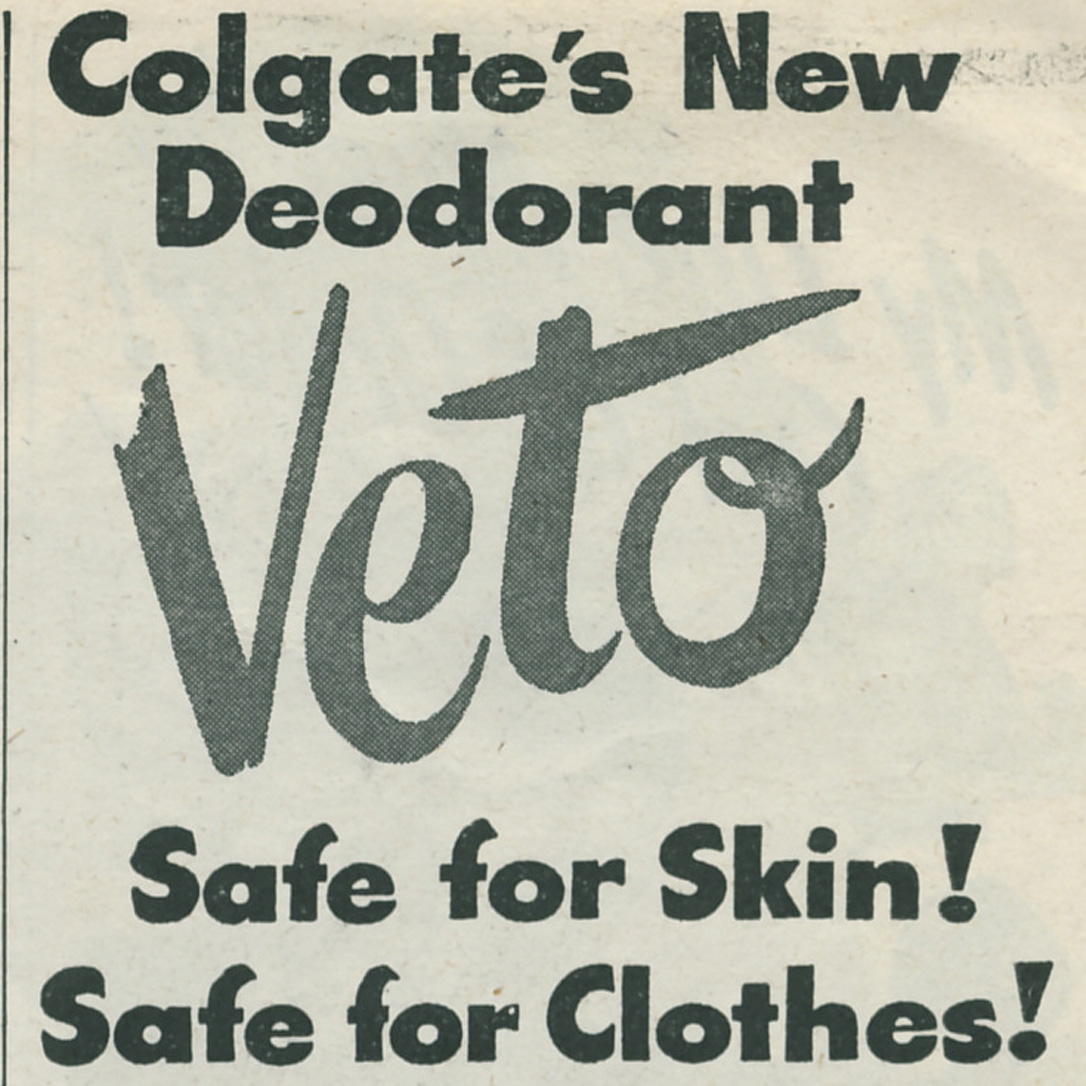 Colgate's New
Deodorant
Veto
Safe for Skin!
Safe for Clothes!